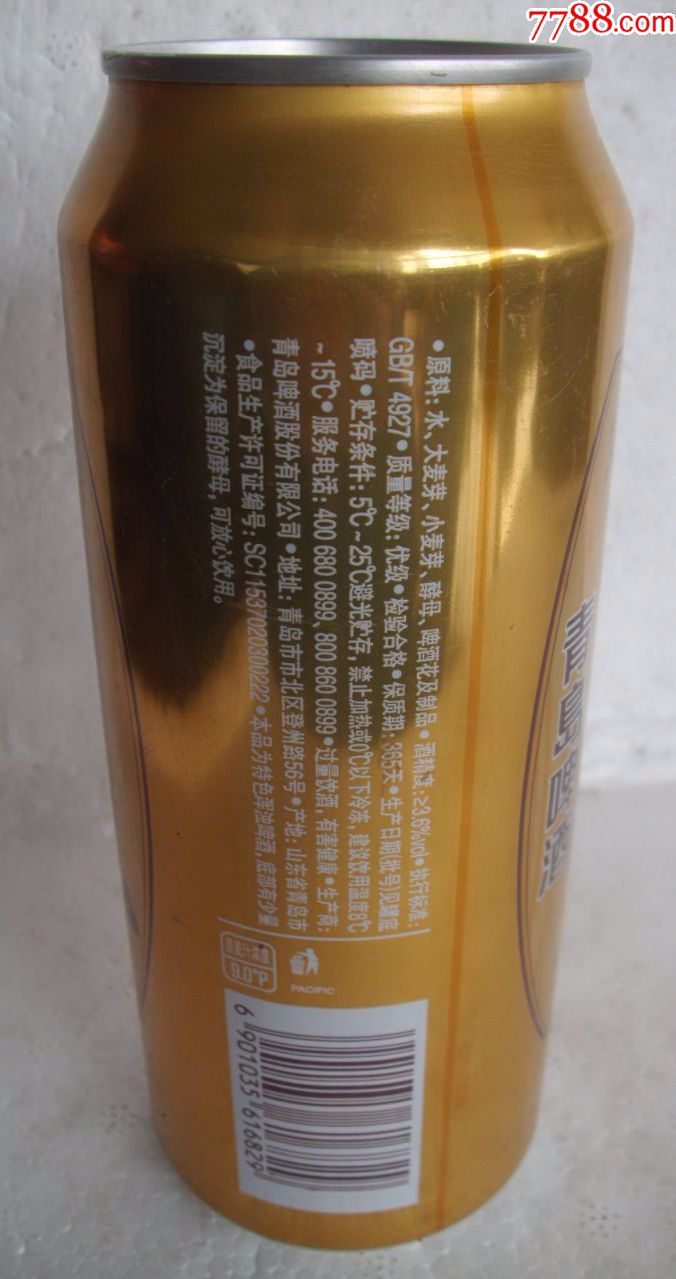 7788.com
•原料：水、大麦芽、小麦芽、酵母、啤酒花及制品•酒精度：≥3.6%vol•执行标准：
GB/T 4927•质量等级：优级•检验合格•保质期：365天•生产日期(批号)见罐底
喷码•贮存条件：5℃~25℃避光贮存，禁止加热或0℃以下冷冻，建议饮用温度8℃
~15℃•服务电话：400 680 0899、800 860 0899•过量饮酒，有害健康•生产商：
青岛啤酒股份有限公司•地址：青岛市市北区登州路56号•产地：山东省青岛市
•食品生产许可证编号：SC11537020300222•本品为特色浑浊啤酒，底部有少量
沉淀为保留的酵母，可放心饮用。
原麦汁浓度
9.0°P
PACIFIC
6 901035 616829
青岛啤酒